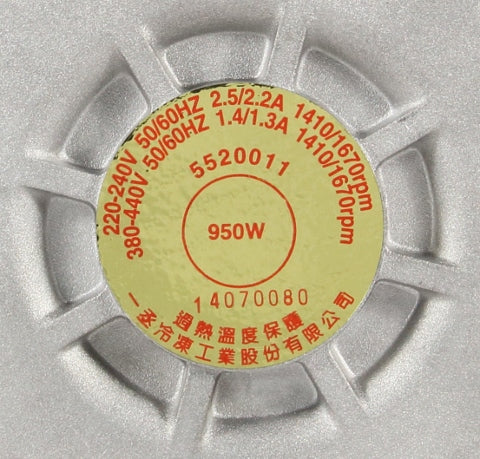 220-240V 50/60HZ 2.5/2.2A 1410/1670rpm
380-440V 50/60HZ 1.4/1.3A 1410/1670rpm
5520011
950W
14070080
過熱溫度保護
一丞冷凍工業股份有限公司